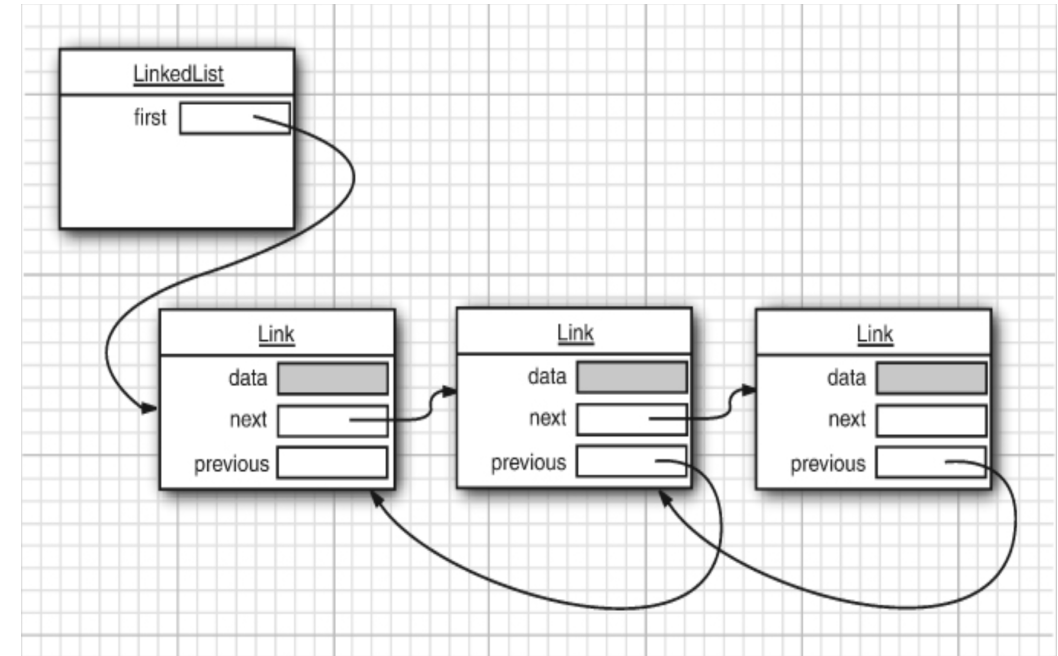 LinkedList
first
Link
data
next
previous
Link
data
next
previous
Link
data
next
previous